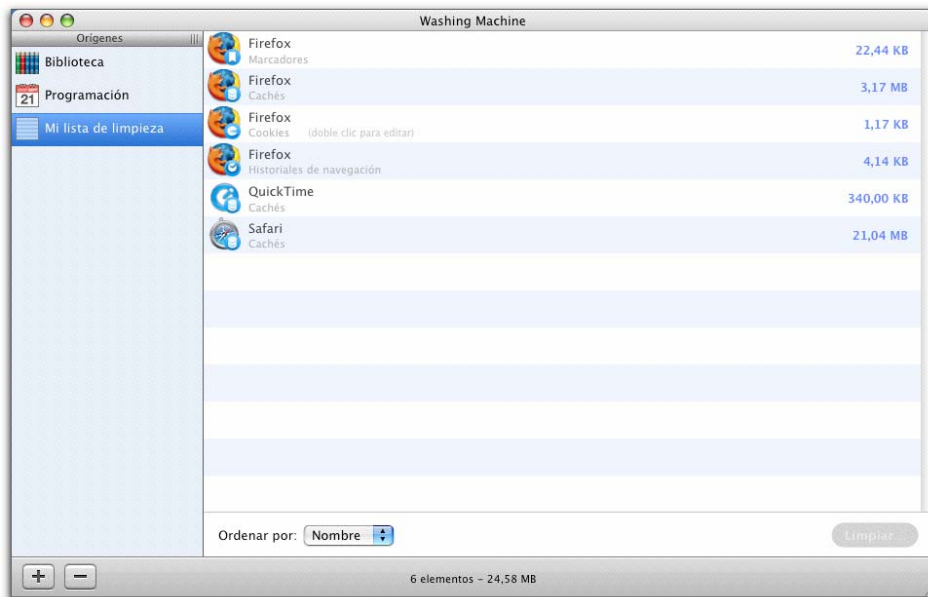 Washing Machine
Orígenes
Biblioteca
21 Programación
Mi lista de limpieza
Firefox
Marcadores
22,44 KB
Firefox
Cachés
3,17 MB
Firefox
Cookies (doble clic para editar)
1,17 KB
Firefox
Historiales de navegación
4,14 KB
QuickTime
Cachés
340,00 KB
Safari
Cachés
21,04 MB
Ordenar por: Nombre
Limpiar...
6 elementos – 24,58 MB